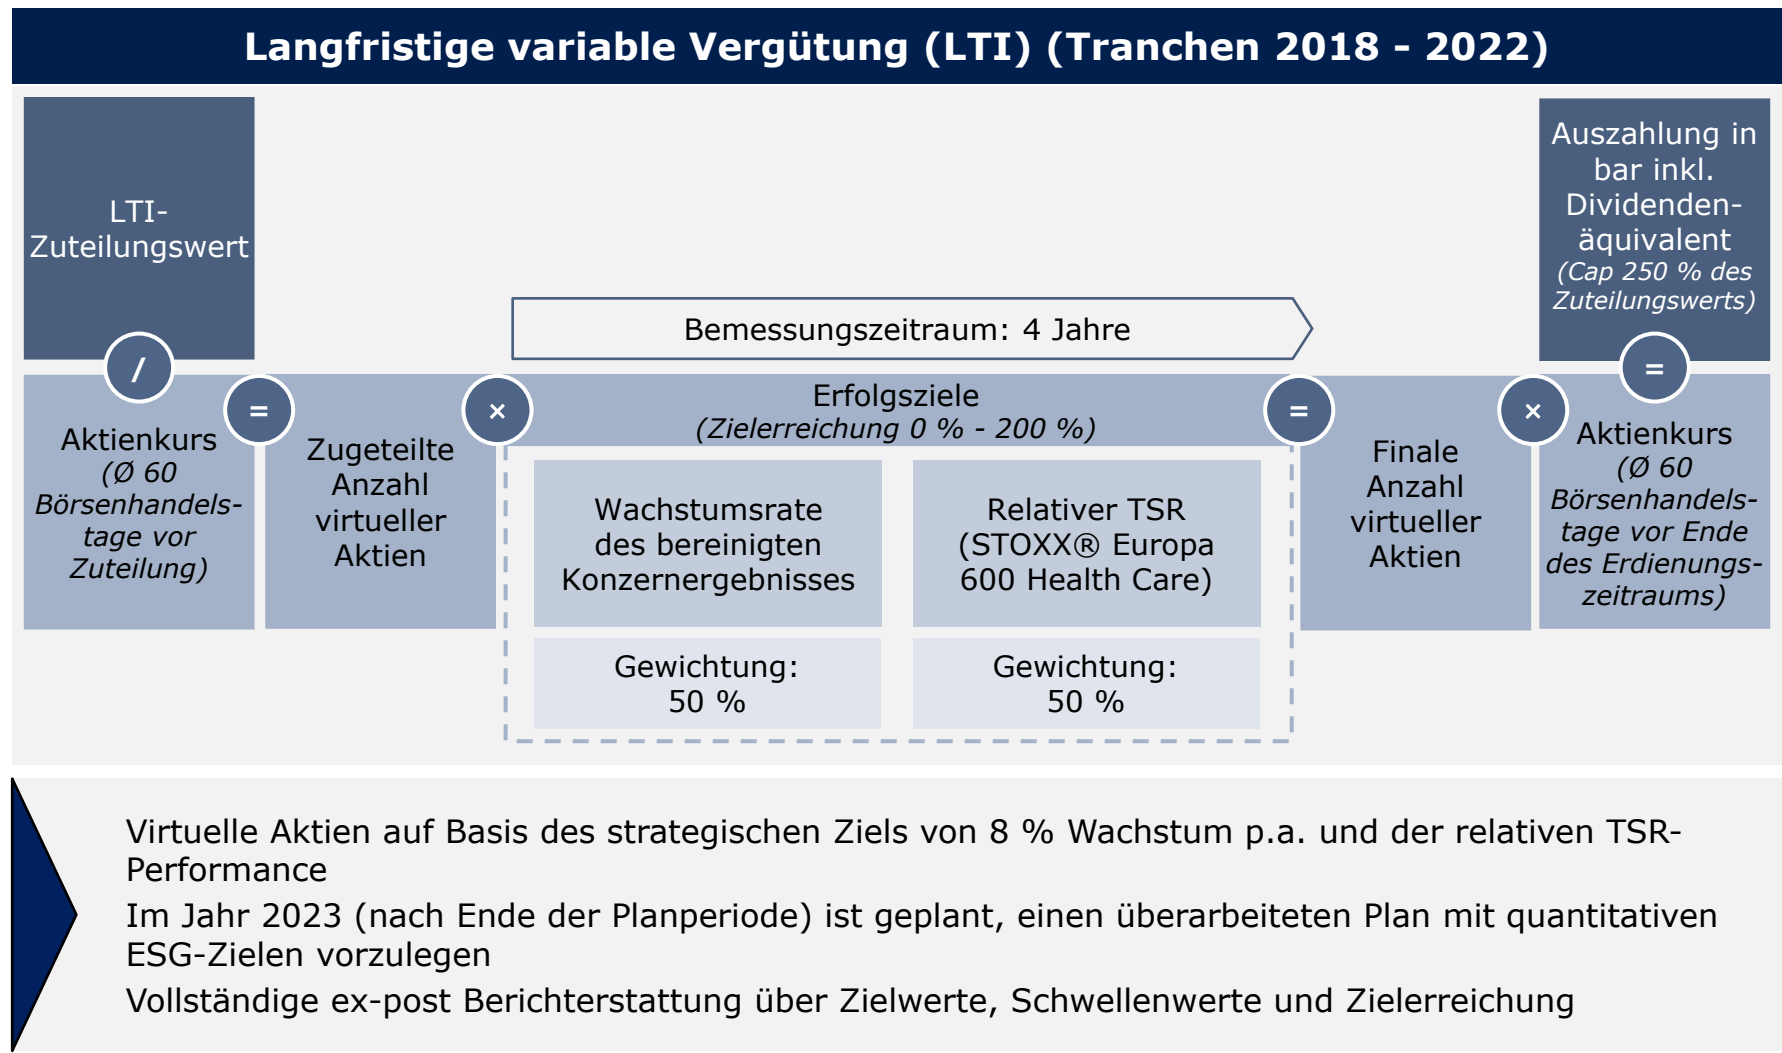 Langfristige variable Vergütung (LTI) (Tranchen 2018 - 2022)
LTI-
Zuteilungswert
/
Aktienkurs
(Ø 60
Börsenhandels-
tage vor
Zuteilung)
=
Zugeteilte
Anzahl
virtueller
Aktien
×
Bemessungszeitraum: 4 Jahre
Erfolgsziele
(Zielerreichung 0 % - 200 %)
Wachstumsrate
des bereinigten
Konzernergebnisses
Gewichtung:
50 %
Relativer TSR
(STOXX® Europa
600 Health Care)
Gewichtung:
50 %
=
Finale
Anzahl
virtueller
Aktien
×
Auszahlung in
bar inkl.
Dividenden-
äquivalent
(Cap 250 % des
Zuteilungswerts)
=
Aktienkurs
(Ø 60
Börsenhandels-
tage vor Ende
des Erdienungs-
zeitraums)
Virtuelle Aktien auf Basis des strategischen Ziels von 8 % Wachstum p.a. und der relativen TSR-
Performance
Im Jahr 2023 (nach Ende der Planperiode) ist geplant, einen überarbeiteten Plan mit quantitativen
ESG-Zielen vorzulegen
Vollständige ex-post Berichterstattung über Zielwerte, Schwellenwerte und Zielerreichung